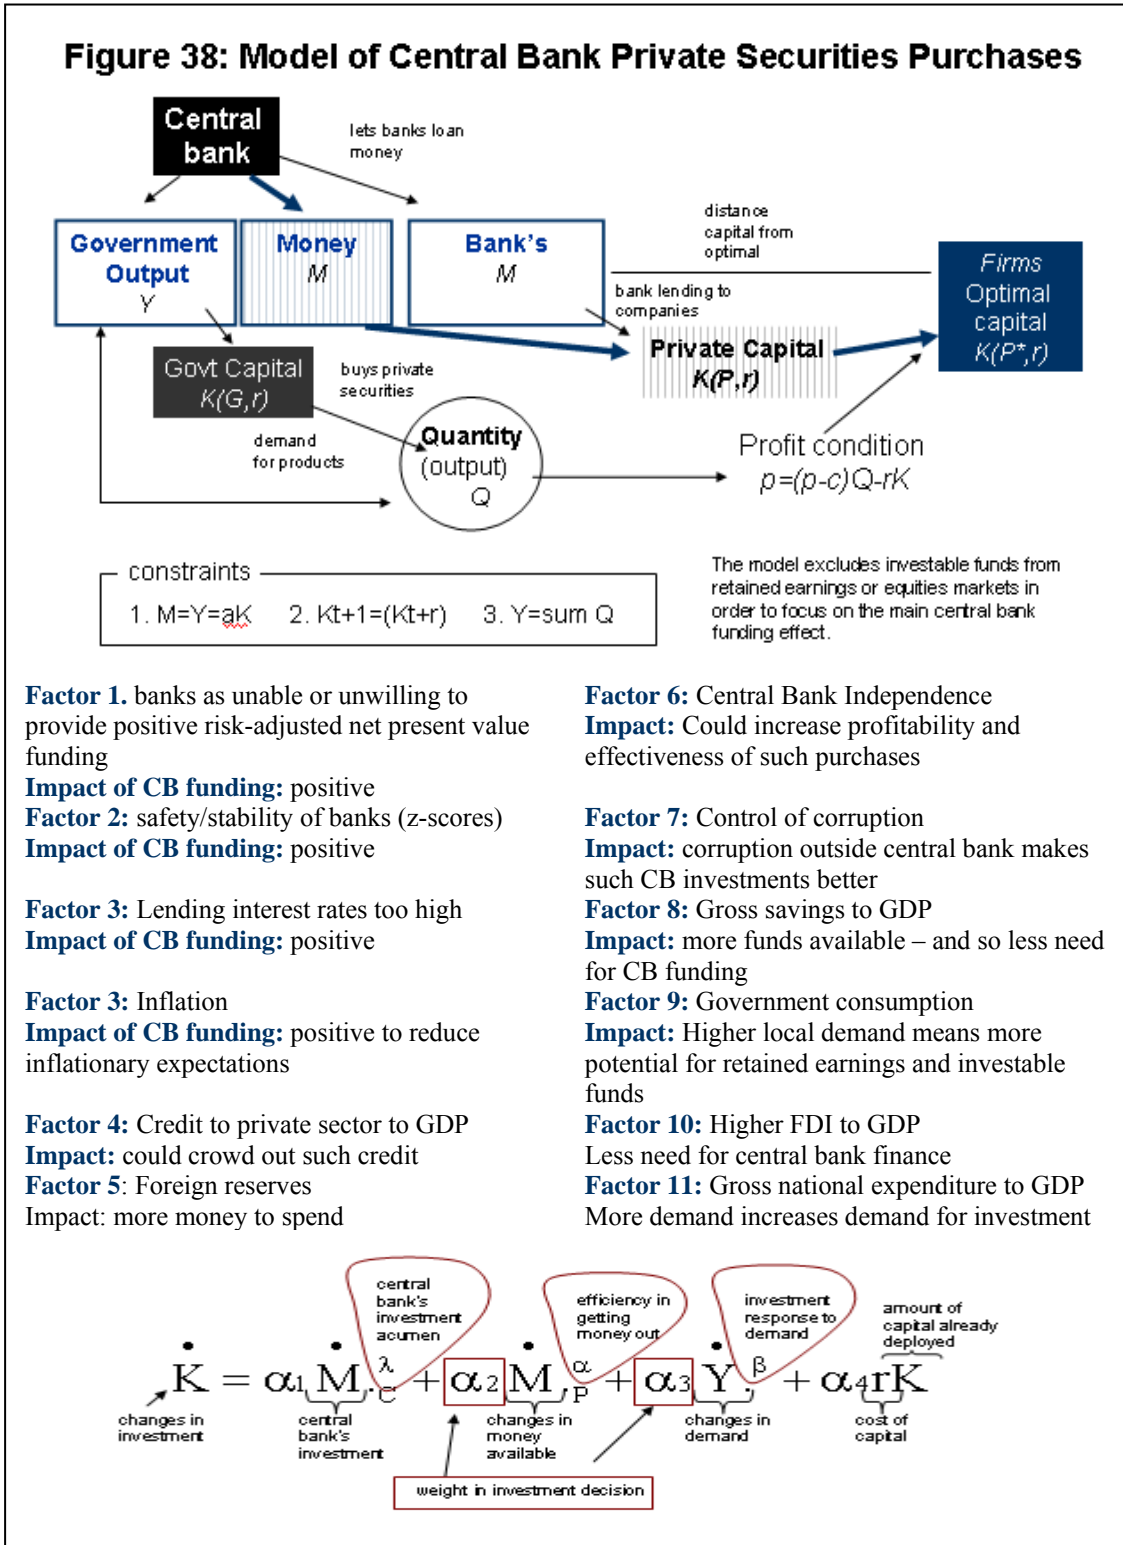 Figure 38: Model of Central Bank Private Securities Purchases
Central
bank
lets banks loan
money
Government
Output
Y
Money
M
Bank's
M
distance
capital from
optimal
Firms
Optimal
capital
K(P*,r)
bank lending to
companies
Private Capital
K(P,r)
Govt Capital
K(G,r)
buys private
securities
demand
for products
Quantity
(output)
Q
Profit condition
p=(p-c)Q-rK
constraints
1. M=Y=aK 2. Kt+1=(Kt+r) 3. Y=sum Q
The model excludes investable funds from
retained earnings or equities markets in
order to focus on the main central bank
funding effect.
Factor 1. banks as unable or unwilling to
provide positive risk-adjusted net present value
funding
Impact of CB funding: positive
Factor 2: safety/stability of banks (z-scores)
Impact of CB funding: positive
Factor 3: Lending interest rates too high
Impact of CB funding: positive
Factor 3: Inflation
Impact of CB funding: positive to reduce
inflationary expectations
Factor 4: Credit to private sector to GDP
Impact: could crowd out such credit
Factor 5: Foreign reserves
Impact: more money to spend
Factor 6: Central Bank Independence
Impact: Could increase profitability and
effectiveness of such purchases
Factor 7: Control of corruption
Impact: corruption outside central bank makes
such CB investments better
Factor 8: Gross savings to GDP
Impact: more funds available – and so less need
for CB funding
Factor 9: Government consumption
Impact: Higher local demand means more
potential for retained earnings and investable
funds
Factor 10: Higher FDI to GDP
Less need for central bank finance
Factor 11: Gross national expenditure to GDP
More demand increases demand for investment
central
bank's
investment
acumen
efficiency in
getting
money out
investment
response to
demand
amount of
capital already
deployed
K̇ = α1 Ṁ.C^λ + α2 Ṁ.P^α + α3 Ẏ.^β + α4rK
changes in
investment
central
bank's
investment
changes in
money
available
changes in
demand
cost of
capital
weight in investment decision